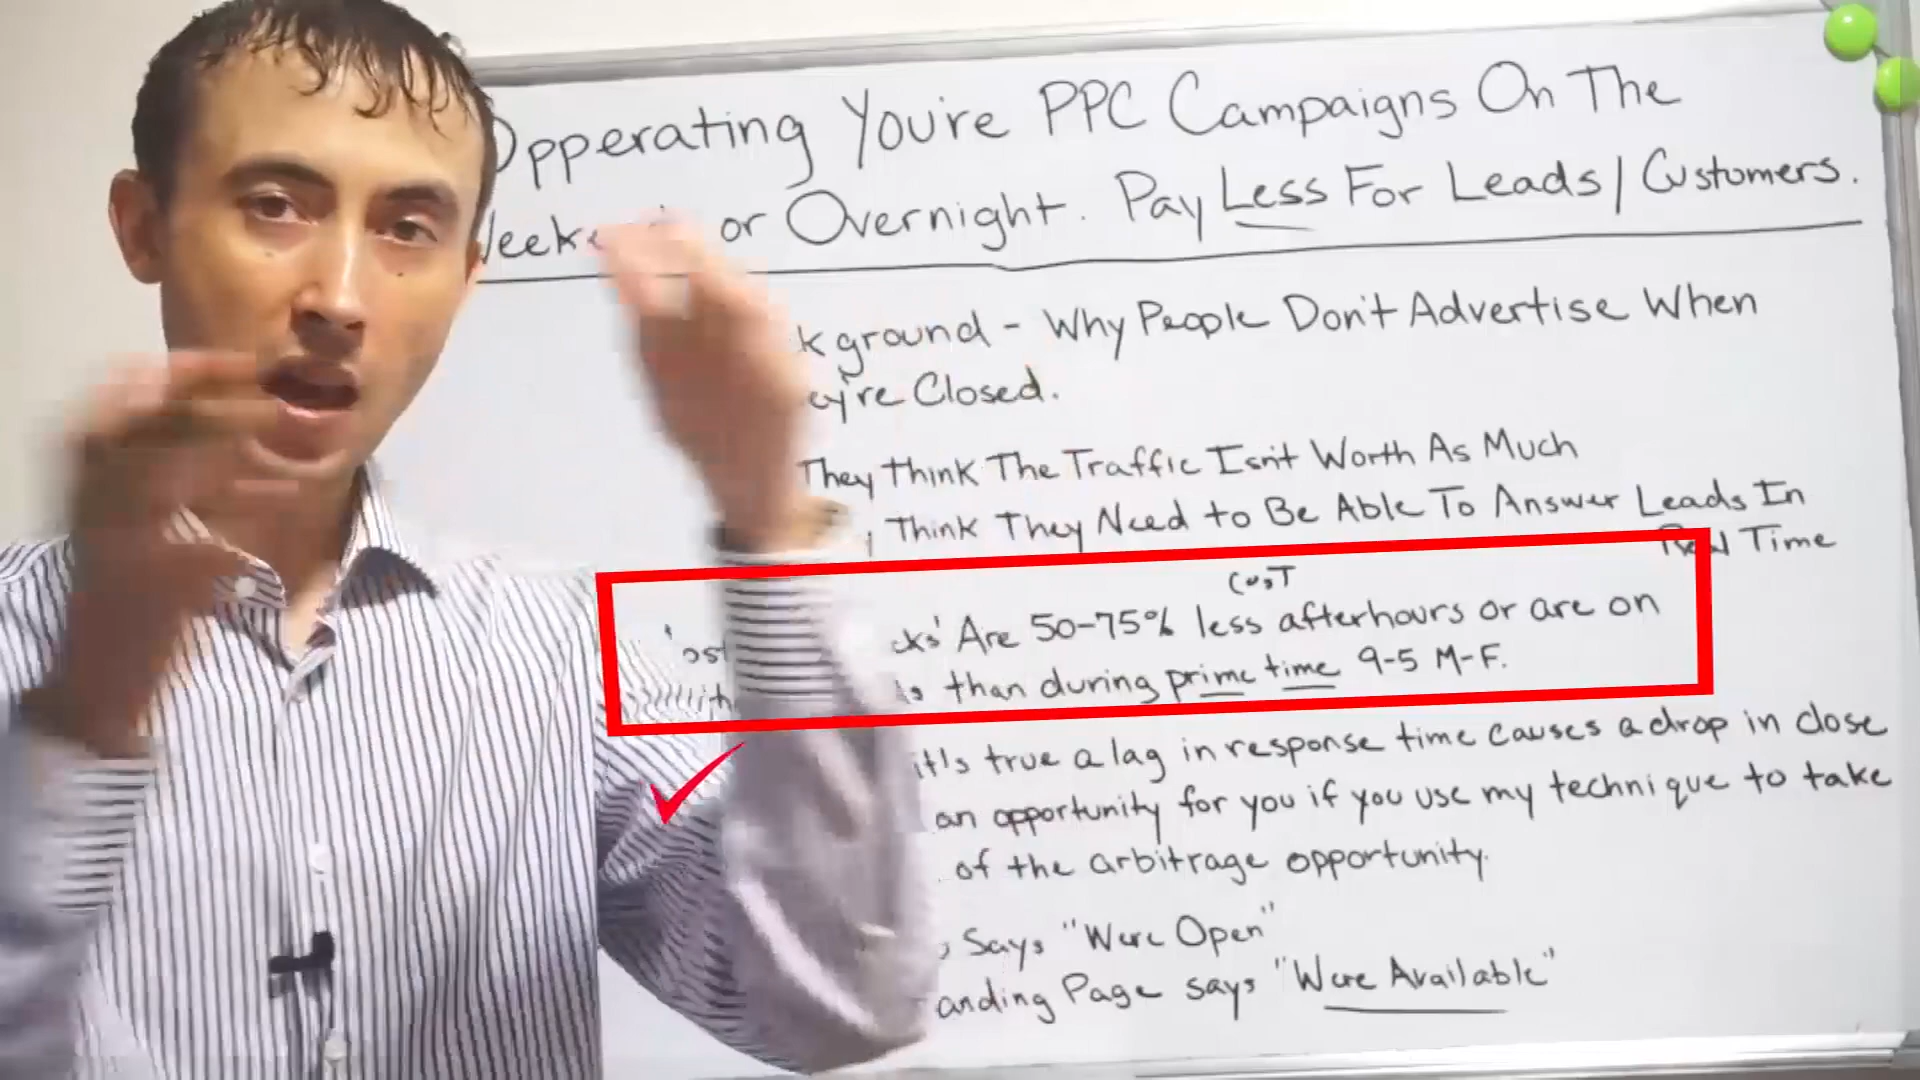 Opperating You're PPC Campaigns On The
or Overnight. Pay Less For Leads / Customers.
ground - Why People Don't Advertise When
Closed.
They Think The Traffic Isn't Worth As Much
Think They Need to Be Able To Answer Leads In
Real Time
Cost
Are 50-75% less afterhours or are on
than during prime time 9-5 M-F.
it's true a lag in response time causes a drop in close
an opportunity for you if you use my technique to take
of the arbitrage opportunity.
Says "We're Open"
Page says "We're Available"